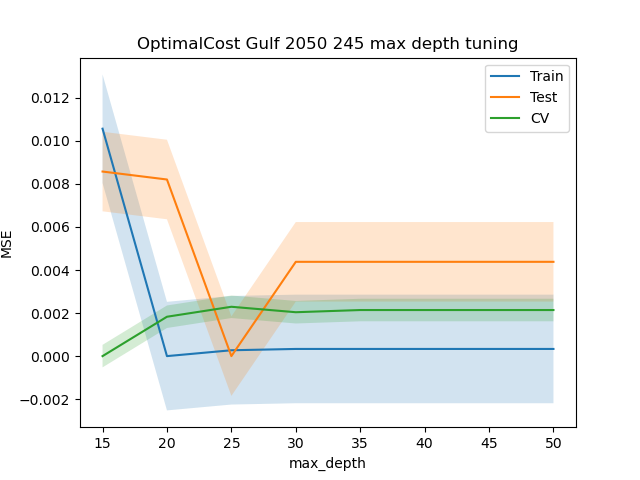 OptimalCost Gulf 2050 245 max depth tuning
Train
Test
CV
MSE
0.012
0.010
0.008
0.006
0.004
0.002
0.000
−0.002
15 20 25 30 35 40 45 50
max_depth